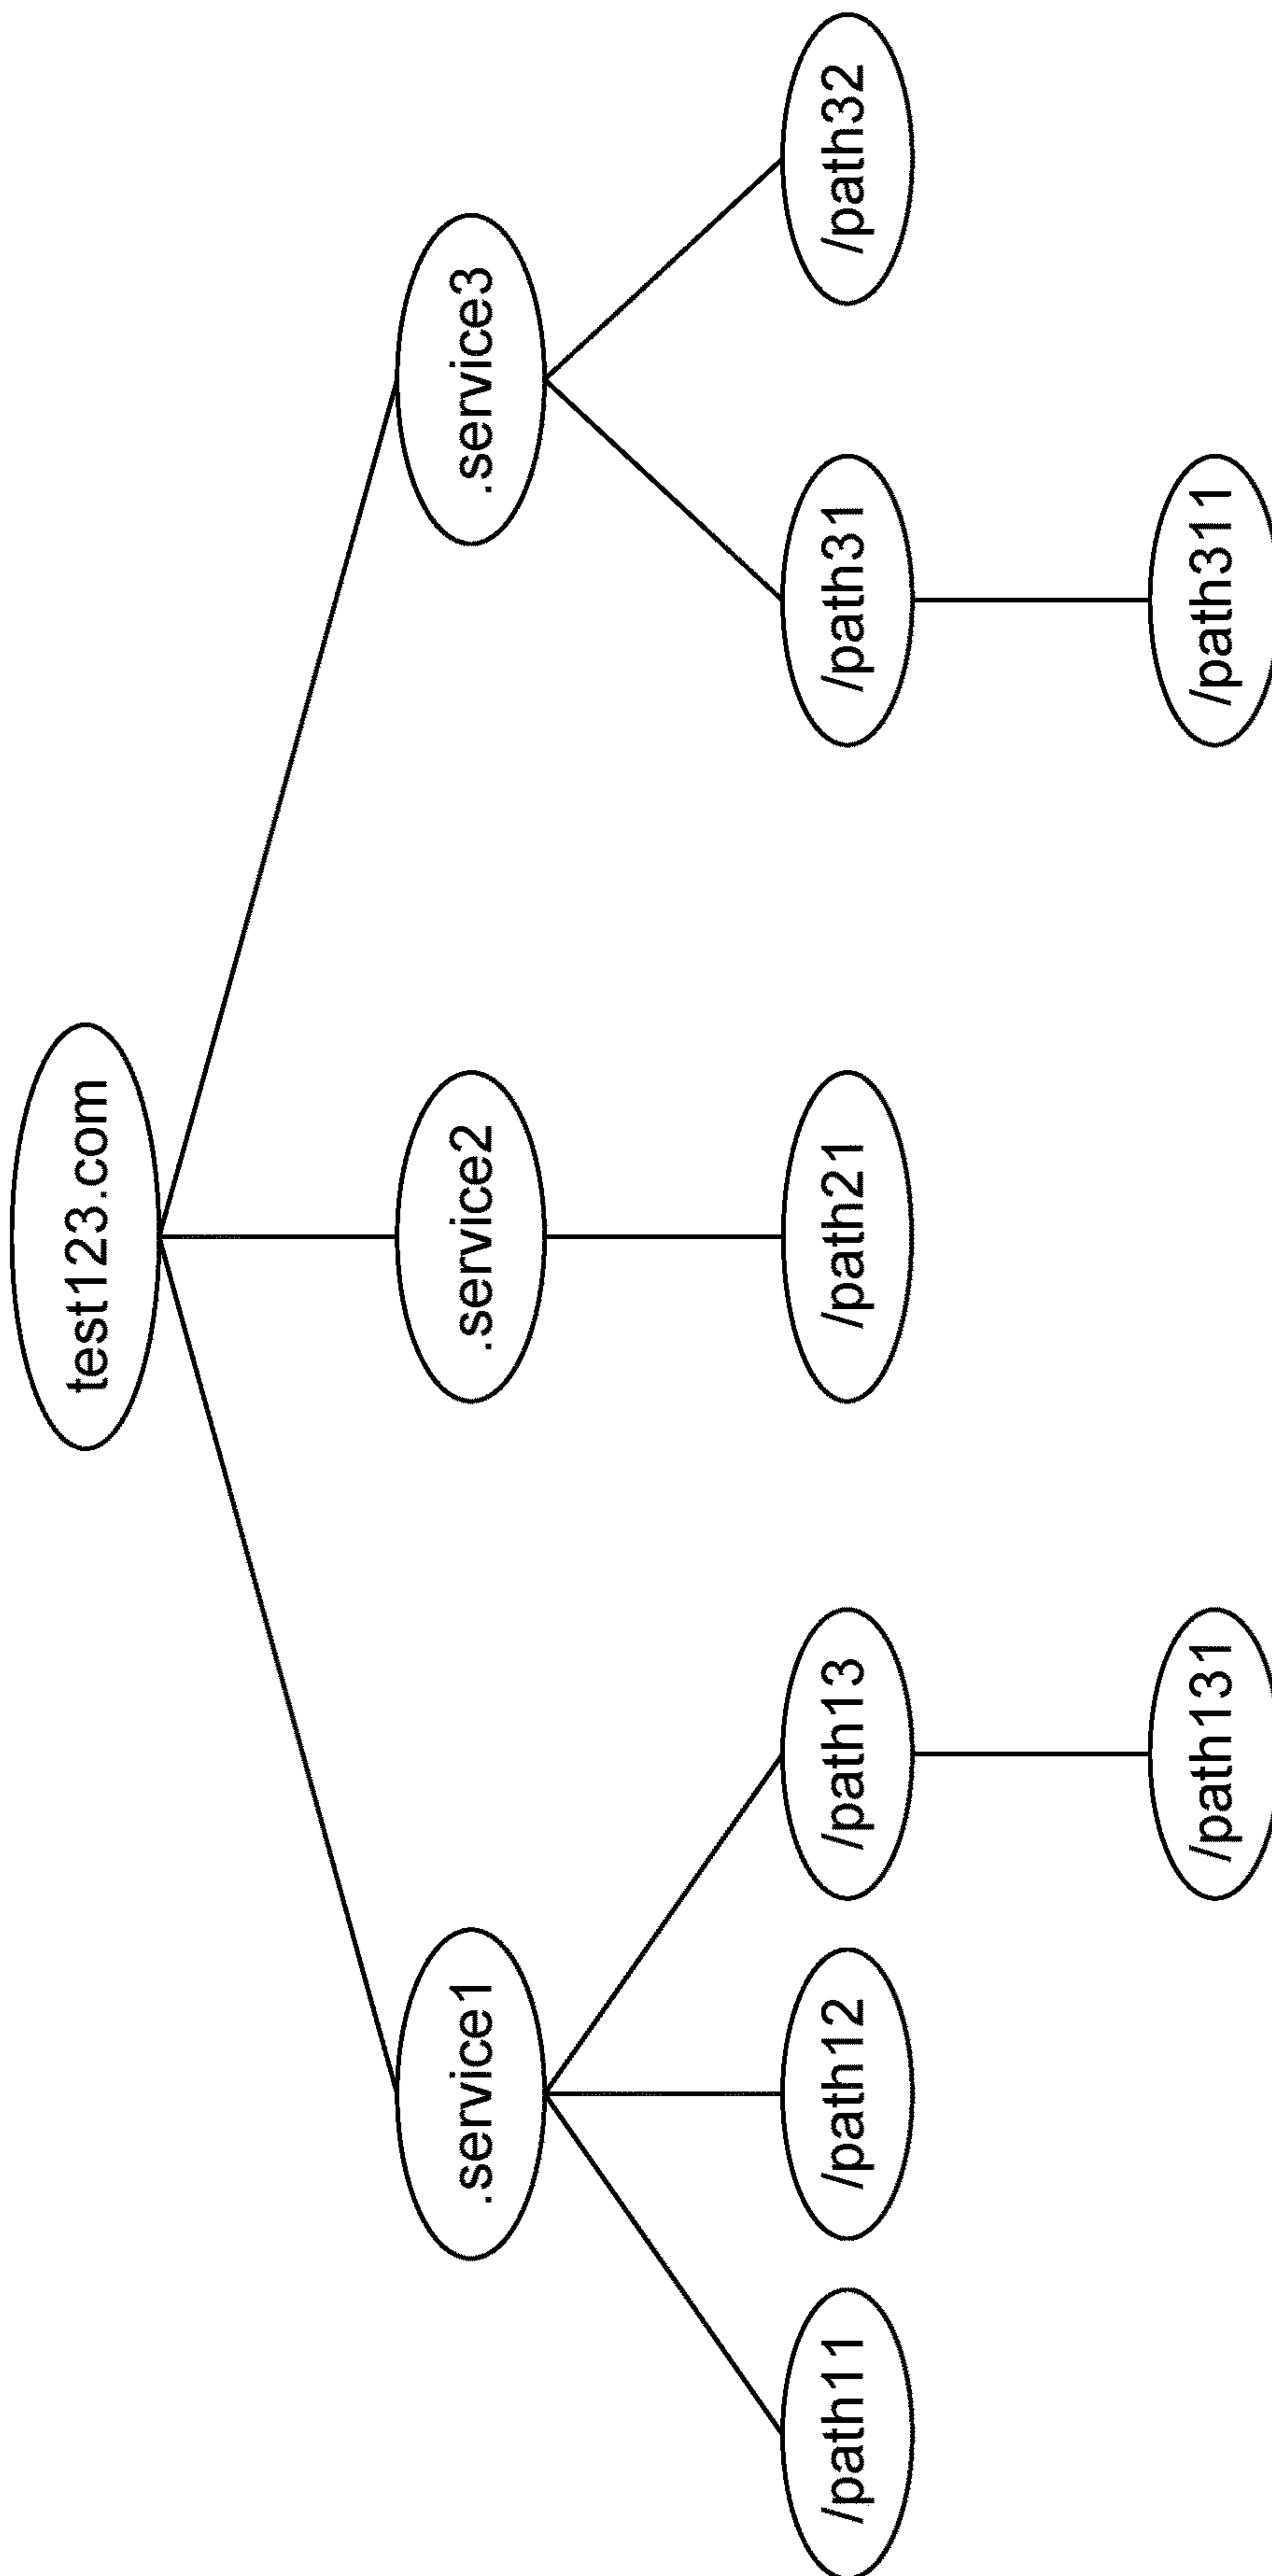 test123.com
.service1
.service2
.service3
/path11
/path12
/path13
/path21
/path31
/path32
/path131
/path311